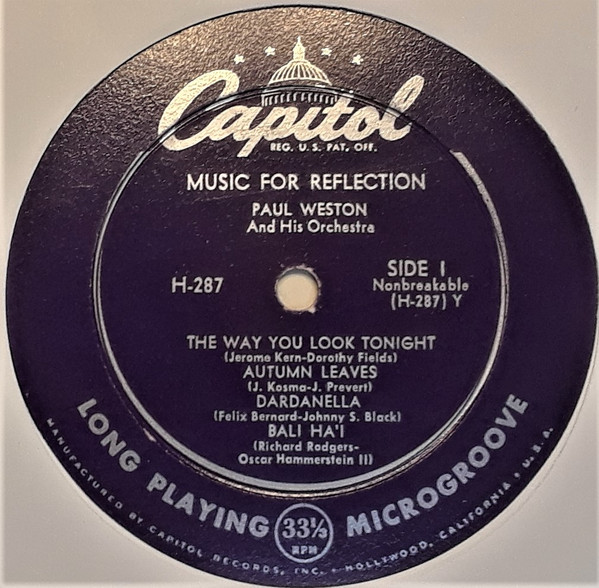 Capitol
REG. U.S. PAT. OFF.
MUSIC FOR REFLECTION
PAUL WESTON
And His Orchestra
H-287
SIDE 1
Nonbreakable
(H-287) Y
THE WAY YOU LOOK TONIGHT
(Jerome Kern-Dorothy Fields)
AUTUMN LEAVES
(J. Kosma-J. Prevert)
DARDANELLA
(Felix Bernard-Johnny S. Black)
BALI HA'I
(Richard Rodgers-
Oscar Hammerstein II)
LONG PLAYING 33⅓ RPM MICROGROOVE
MANUFACTURED BY CAPITOL RECORDS, INC. • HOLLYWOOD, CALIFORNIA • U.S.A.